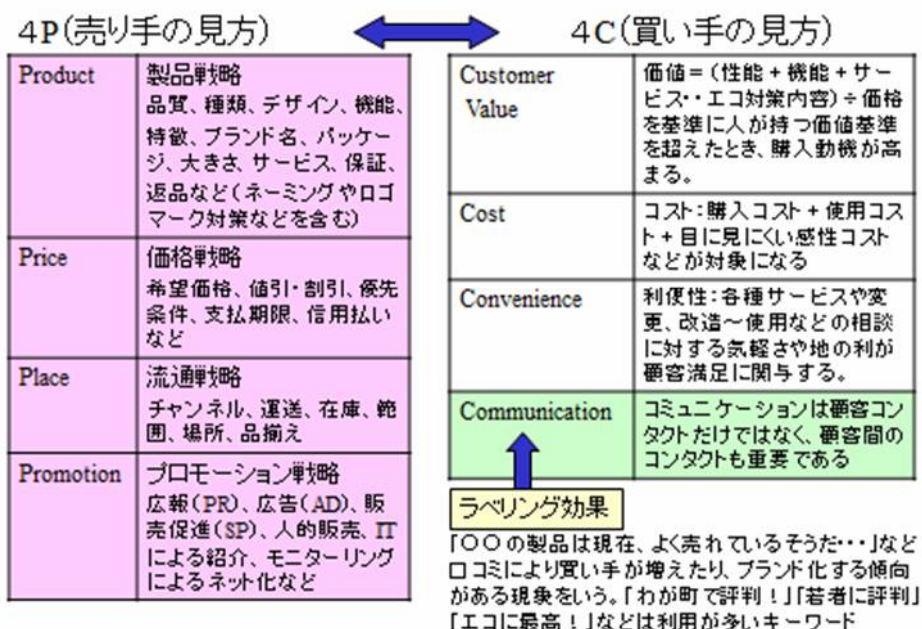 4P(売り手の見方)
4C(買い手の見方)
Product
製品戦略
品質、種類、デザイン、機能、
特徴、ブランド名、パッケー
ジ、大きさ、サービス、保証、
返品など(ネーミングやロゴ
マーク対策などを含む)
Price
価格戦略
希望価格、値引・割引、優先
条件、支払期限、信用払い
など
Place
流通戦略
チャンネル、運送、在庫、範
囲、場所、品揃え
Promotion
プロモーション戦略
広報(PR)、広告(AD)、販
売促進(SP)、人的販売、IT
による紹介、モニターリング
によるネット化など
Customer
Value
価値=(性能+機能+サー
ビス・・エコ対策内容)÷価格
を基準に人が持つ価値基準
を超えたとき、購入動機が高
まる。
Cost
コスト:購入コスト+使用コス
ト+目に見にくい感性コスト
などが対象になる
Convenience
利便性:各種サービスや変
更、改造~使用などの相談
に対する気軽さや地の利が
顧客満足に関与する。
Communication
コミュニケーションは顧客コン
タクトだけではなく、顧客間の
コンタクトも重要である
ラベリング効果
「○○の製品は現在、よく売れているそうだ・・・」など
口コミにより買い手が増えたり、ブランド化する傾向
がある現象をいう。「わが町で評判!」「若者に評判」
「エコに最高!」などは利用が多いキーワード